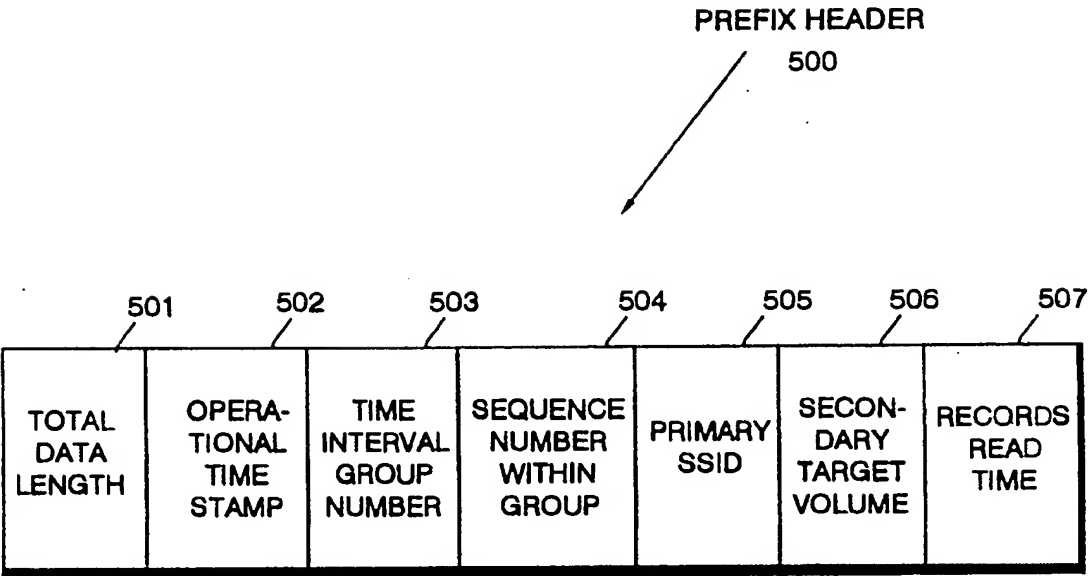 PREFIX HEADER
500
501
502
503
504
505
506
507
TOTAL
DATA
LENGTH
OPERA-
TIONAL
TIME
STAMP
TIME
INTERVAL
GROUP
NUMBER
SEQUENCE
NUMBER
WITHIN
GROUP
PRIMARY
SSID
SECON-
DARY
TARGET
VOLUME
RECORDS
READ
TIME